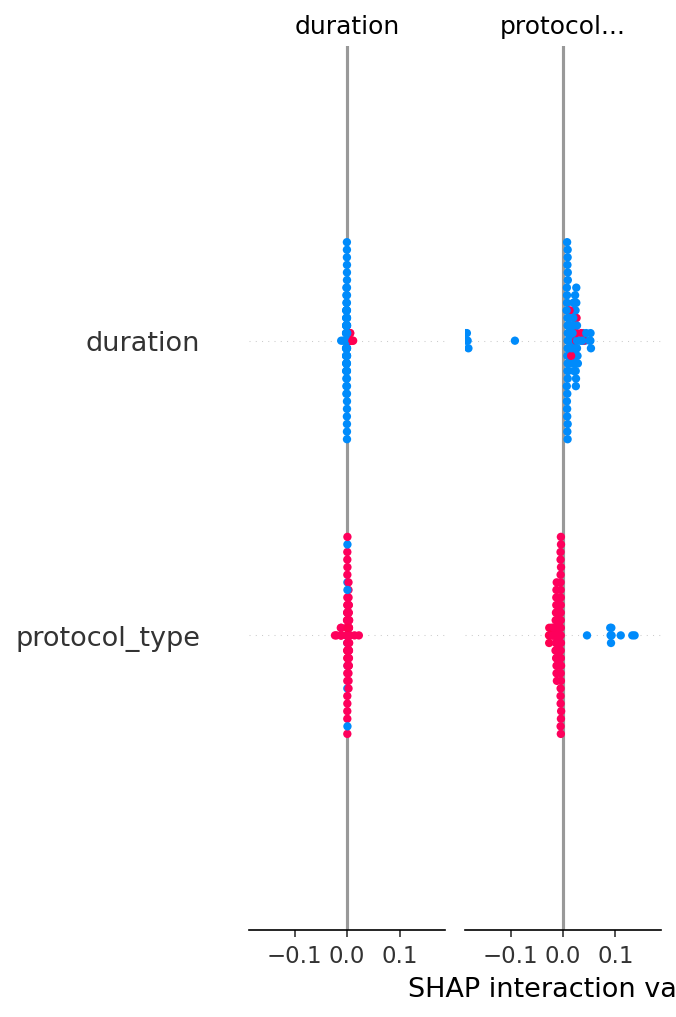 duration protocol...
duration
protocol_type
−0.1 0.0 0.1 −0.1 0.0 0.1
SHAP interaction va